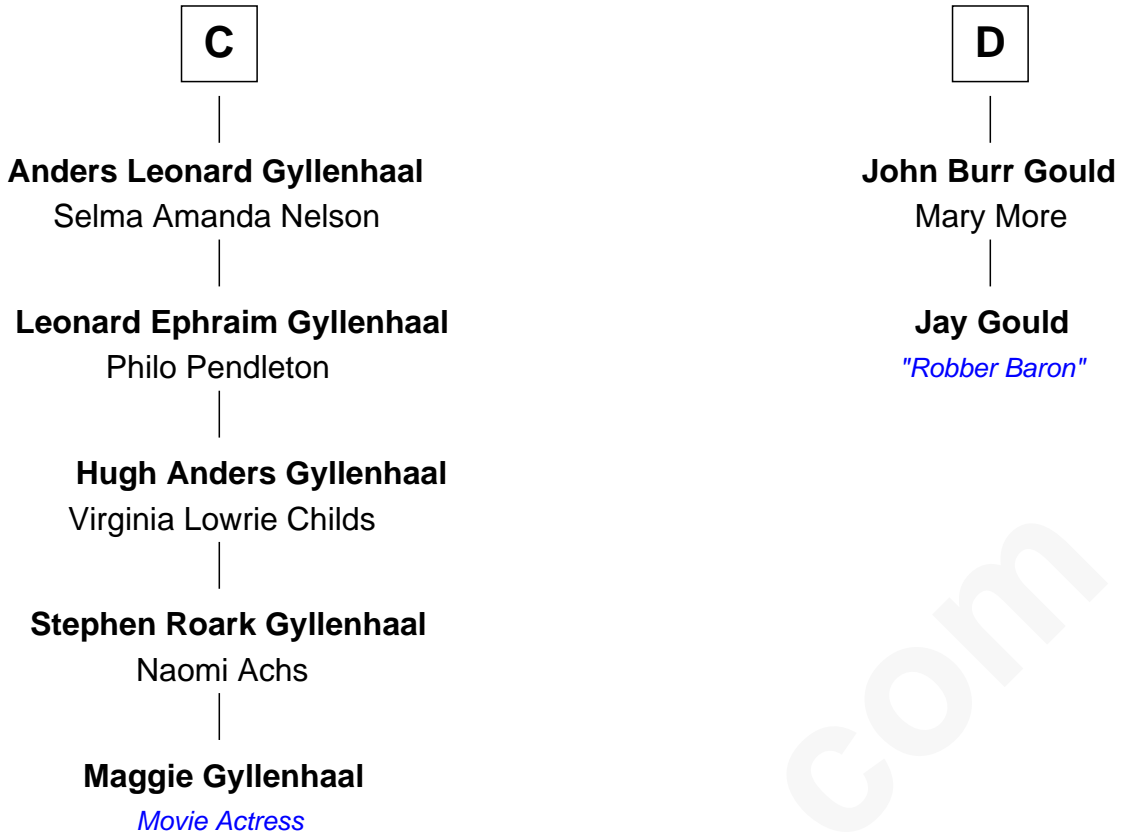 C
Anders Leonard Gyllenhaal
Selma Amanda Nelson
Leonard Ephraim Gyllenhaal
Philo Pendleton
Hugh Anders Gyllenhaal
Virginia Lowrie Childs
Stephen Roark Gyllenhaal
Naomi Achs
Maggie Gyllenhaal
Movie Actress
D
John Burr Gould
Mary More
Jay Gould
"Robber Baron"
com